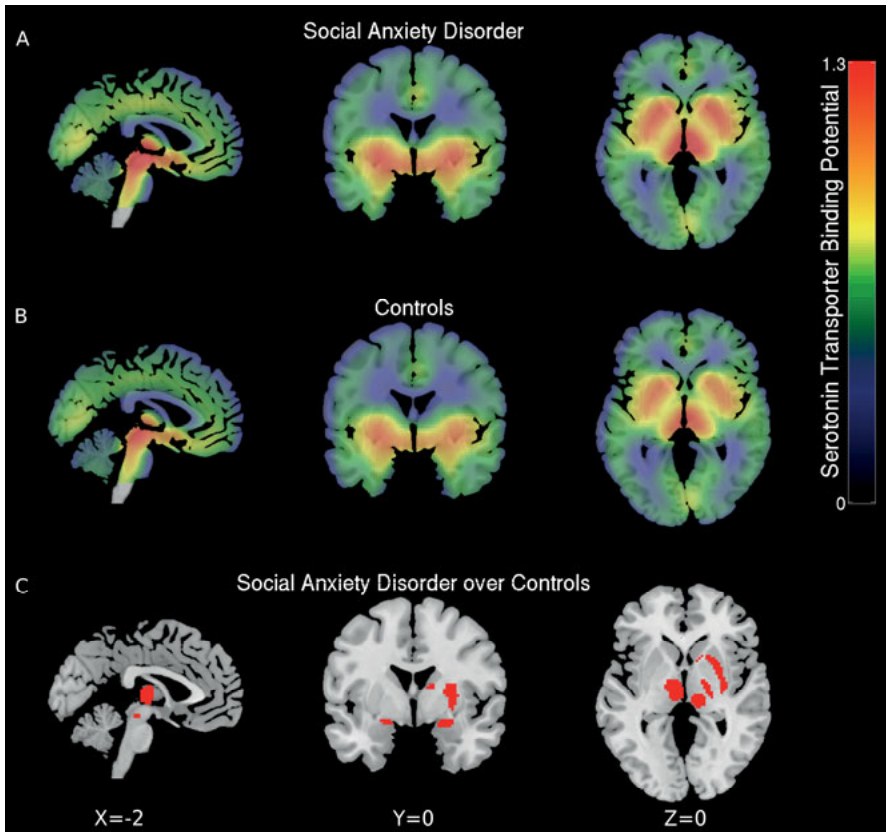 A
Social Anxiety Disorder
1.3
Serotonin Transporter Binding Potential
0
B
Controls
C
Social Anxiety Disorder over Controls
X=-2
Y=0
Z=0